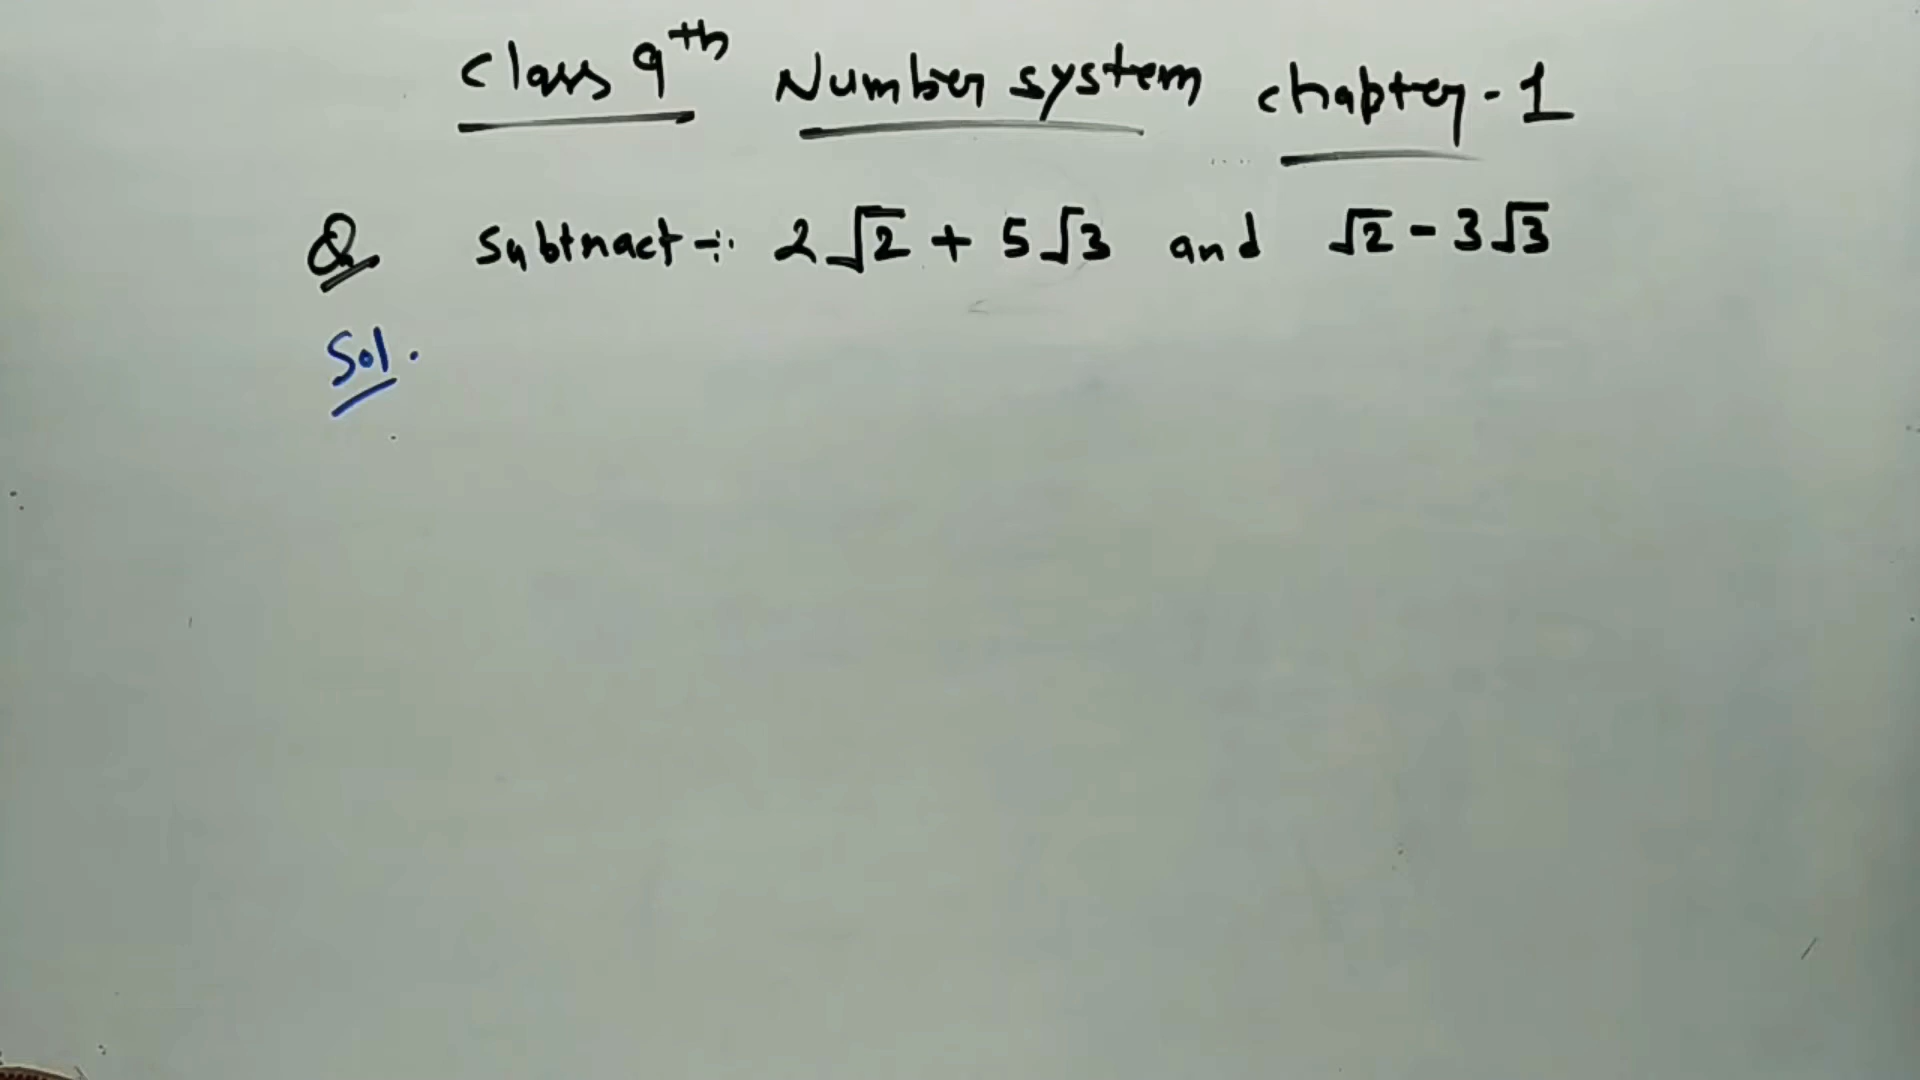 Class 9th Number system chapter-1
Q Subtract÷ 2√2 + 5√3 and √2 - 3√3
Sol.